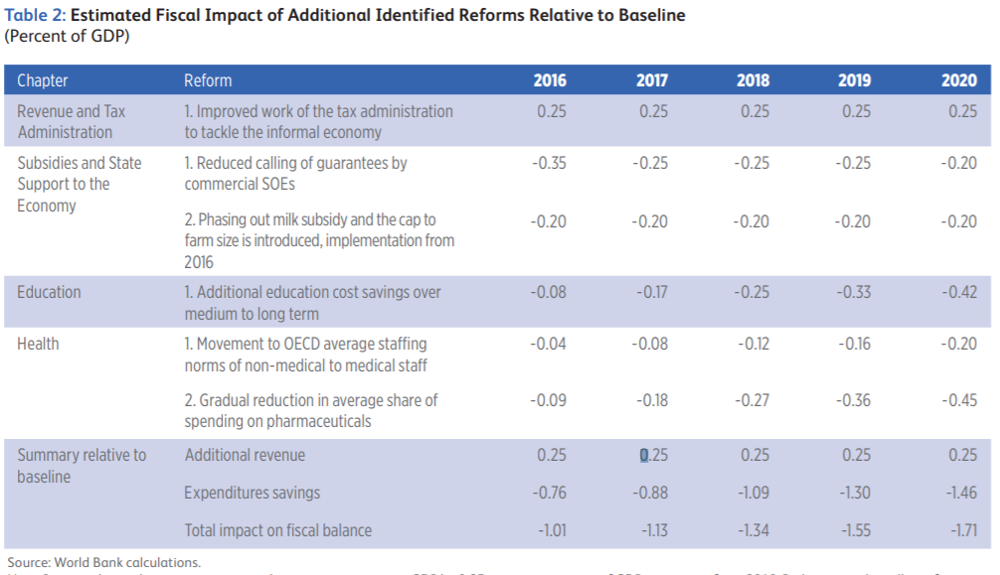 Table 2: Estimated Fiscal Impact of Additional Identified Reforms Relative to Baseline
(Percent of GDP)
Chapter Reform 2016 2017 2018 2019 2020
Revenue and Tax 1. Improved work of the tax administration 0.25 0.25 0.25 0.25 0.25
Administration to tackle the informal economy
Subsidies and State 1. Reduced calling of guarantees by -0.35 -0.25 -0.25 -0.25 -0.20
Support to the commercial SOEs
Economy
2. Phasing out milk subsidy and the cap to -0.20 -0.20 -0.20 -0.20 -0.20
farm size is introduced, implementation from
2016
Education 1. Additional education cost savings over -0.08 -0.17 -0.25 -0.33 -0.42
medium to long term
Health 1. Movement to OECD average staffing -0.04 -0.08 -0.12 -0.16 -0.20
norms of non-medical to medical staff
2. Gradual reduction in average share of -0.09 -0.18 -0.27 -0.36 -0.45
spending on pharmaceuticals
Summary relative to Additional revenue 0.25 0.25 0.25 0.25 0.25
baseline
Expenditures savings -0.76 -0.88 -1.09 -1.30 -1.46
Total impact on fiscal balance -1.01 -1.13 -1.34 -1.55 -1.71
Source: World Bank calculations.